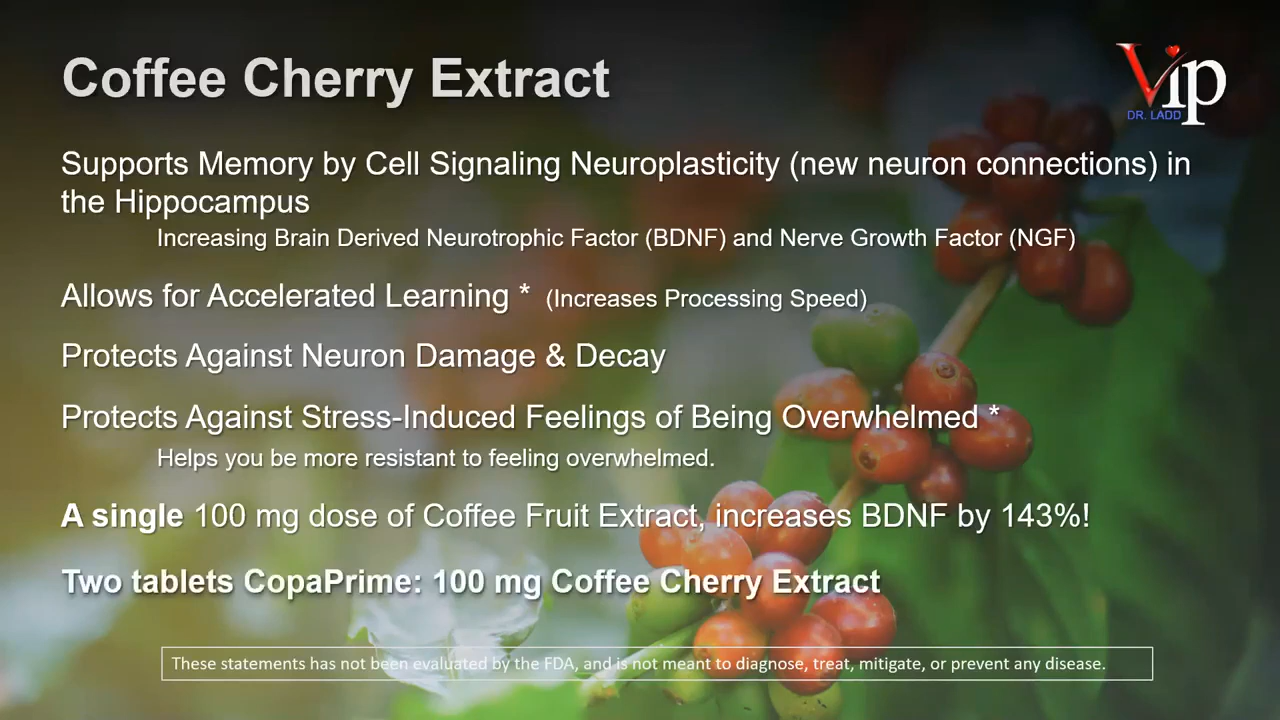 Coffee Cherry Extract
Vip
DR. LADD
Supports Memory by Cell Signaling Neuroplasticity (new neuron connections) in
the Hippocampus
Increasing Brain Derived Neurotrophic Factor (BDNF) and Nerve Growth Factor (NGF)
Allows for Accelerated Learning * (Increases Processing Speed)
Protects Against Neuron Damage & Decay
Protects Against Stress-Induced Feelings of Being Overwhelmed *
Helps you be more resistant to feeling overwhelmed.
A single 100 mg dose of Coffee Fruit Extract, increases BDNF by 143%!
Two tablets CopaPrime: 100 mg Coffee Cherry Extract
These statements has not been evaluated by the FDA, and is not meant to diagnose, treat, mitigate, or prevent any disease.